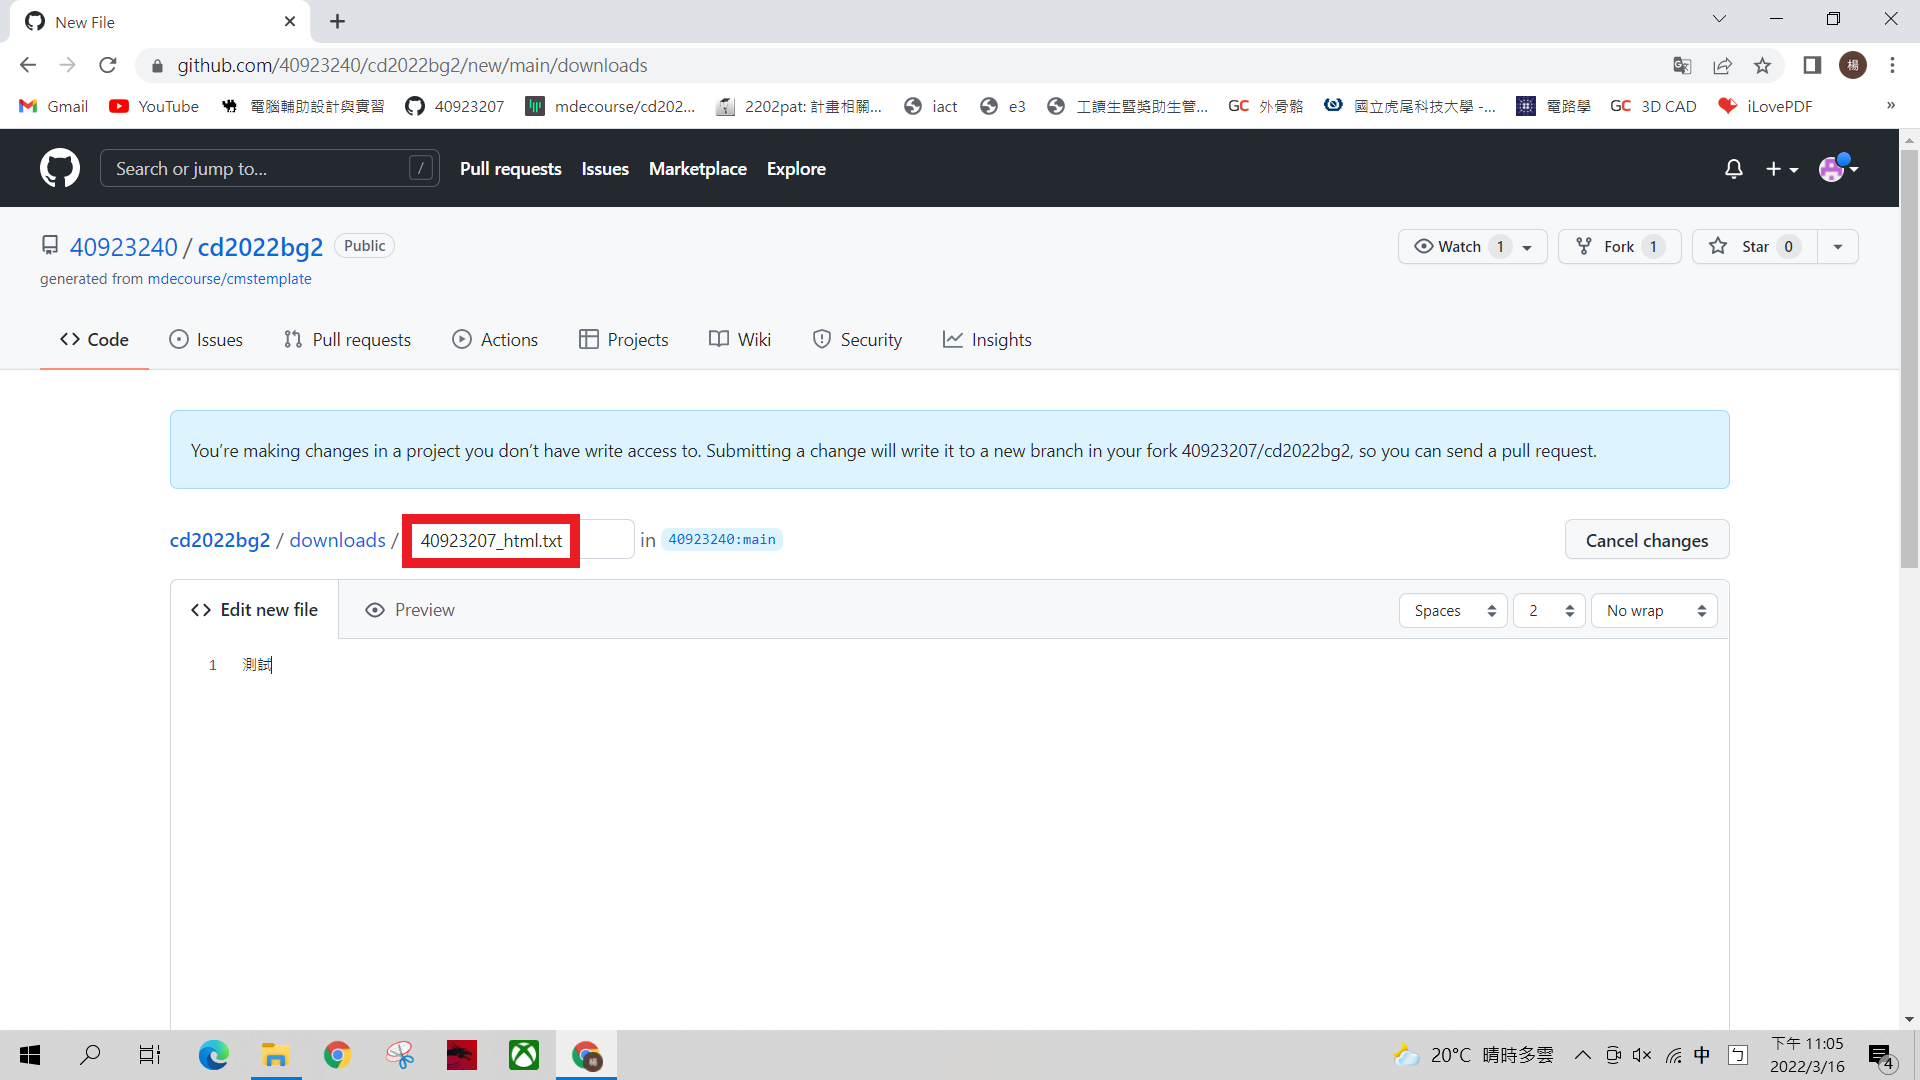 New File
github.com/40923240/cd2022bg2/new/main/downloads
楊
Gmail YouTube 電腦輔助設計與實習 40923207 mdecourse/cd202... 2202pat: 計畫相關... iact e3 工讀生暨獎助生管... GC 外骨骼 國立虎尾科技大學 -... 電路學 GC 3D CAD iLovePDF »
Search or jump to... / Pull requests Issues Marketplace Explore
40923240 / cd2022bg2 Public Watch 1 Fork 1 Star 0
generated from mdecourse/cmstemplate
Code Issues Pull requests Actions Projects Wiki Security Insights
You're making changes in a project you don't have write access to. Submitting a change will write it to a new branch in your fork 40923207/cd2022bg2, so you can send a pull request.
cd2022bg2 / downloads / 40923207_html.txt in 40923240:main Cancel changes
Edit new file Preview Spaces 2 No wrap
1 測試
20°C 晴時多雲 中 ㄅ 下午 11:05
2022/3/16 4